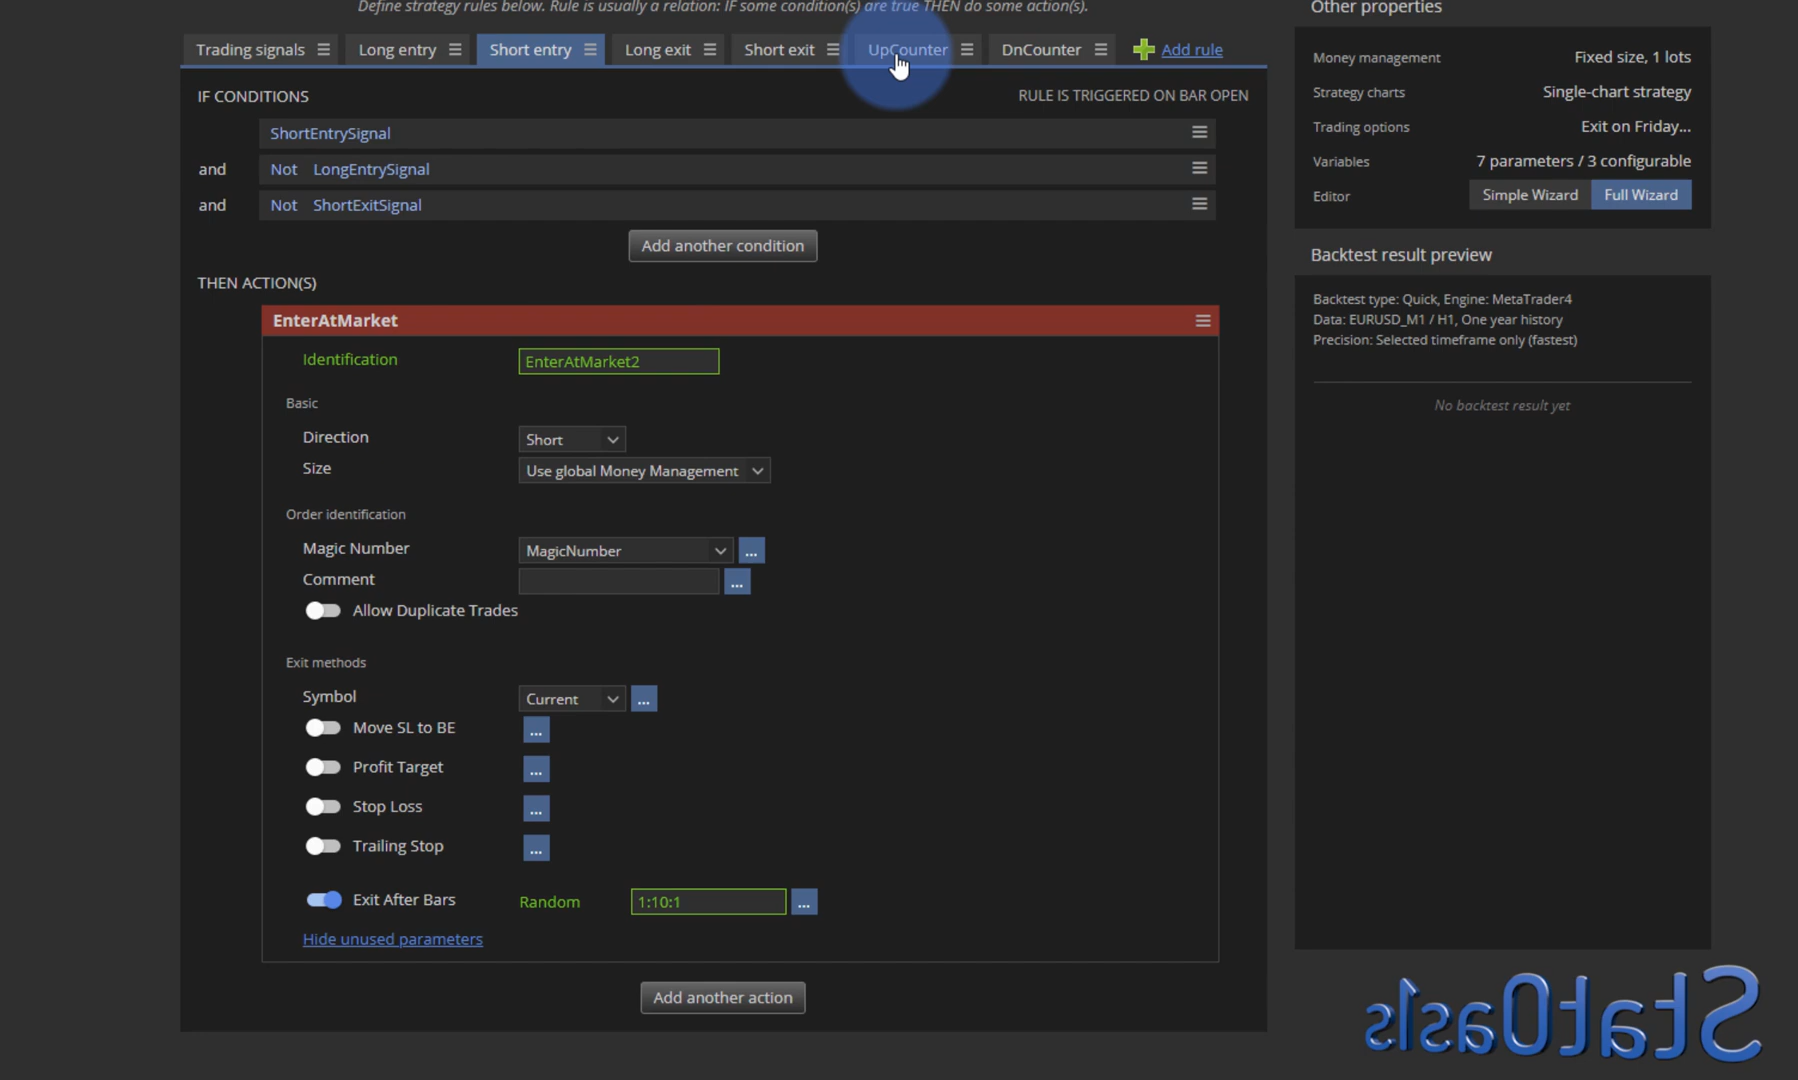 Define strategy rules below. Rule is usually a relation: IF some condition(s) are true THEN do some action(s).
Trading signals Long entry Short entry Long exit Short exit UpCounter DnCounter Add rule
IF CONDITIONS RULE IS TRIGGERED ON BAR OPEN
ShortEntrySignal
and Not LongEntrySignal
and Not ShortExitSignal
Add another condition
THEN ACTION(S)
EnterAtMarket
Identification EnterAtMarket2
Basic
Direction Short
Size Use global Money Management
Order identification
Magic Number MagicNumber ...
Comment ...
Allow Duplicate Trades
Exit methods
Symbol Current ...
Move SL to BE ...
Profit Target ...
Stop Loss ...
Trailing Stop ...
Exit After Bars Random 1:10:1 ...
Hide unused parameters
Add another action
Other properties
Money management Fixed size, 1 lots
Strategy charts Single-chart strategy
Trading options Exit on Friday...
Variables 7 parameters / 3 configurable
Editor Simple Wizard Full Wizard
Backtest result preview
Backtest type: Quick, Engine: MetaTrader4
Data: EURUSD_M1 / H1, One year history
Precision: Selected timeframe only (fastest)
No backtest result yet
StatOasis